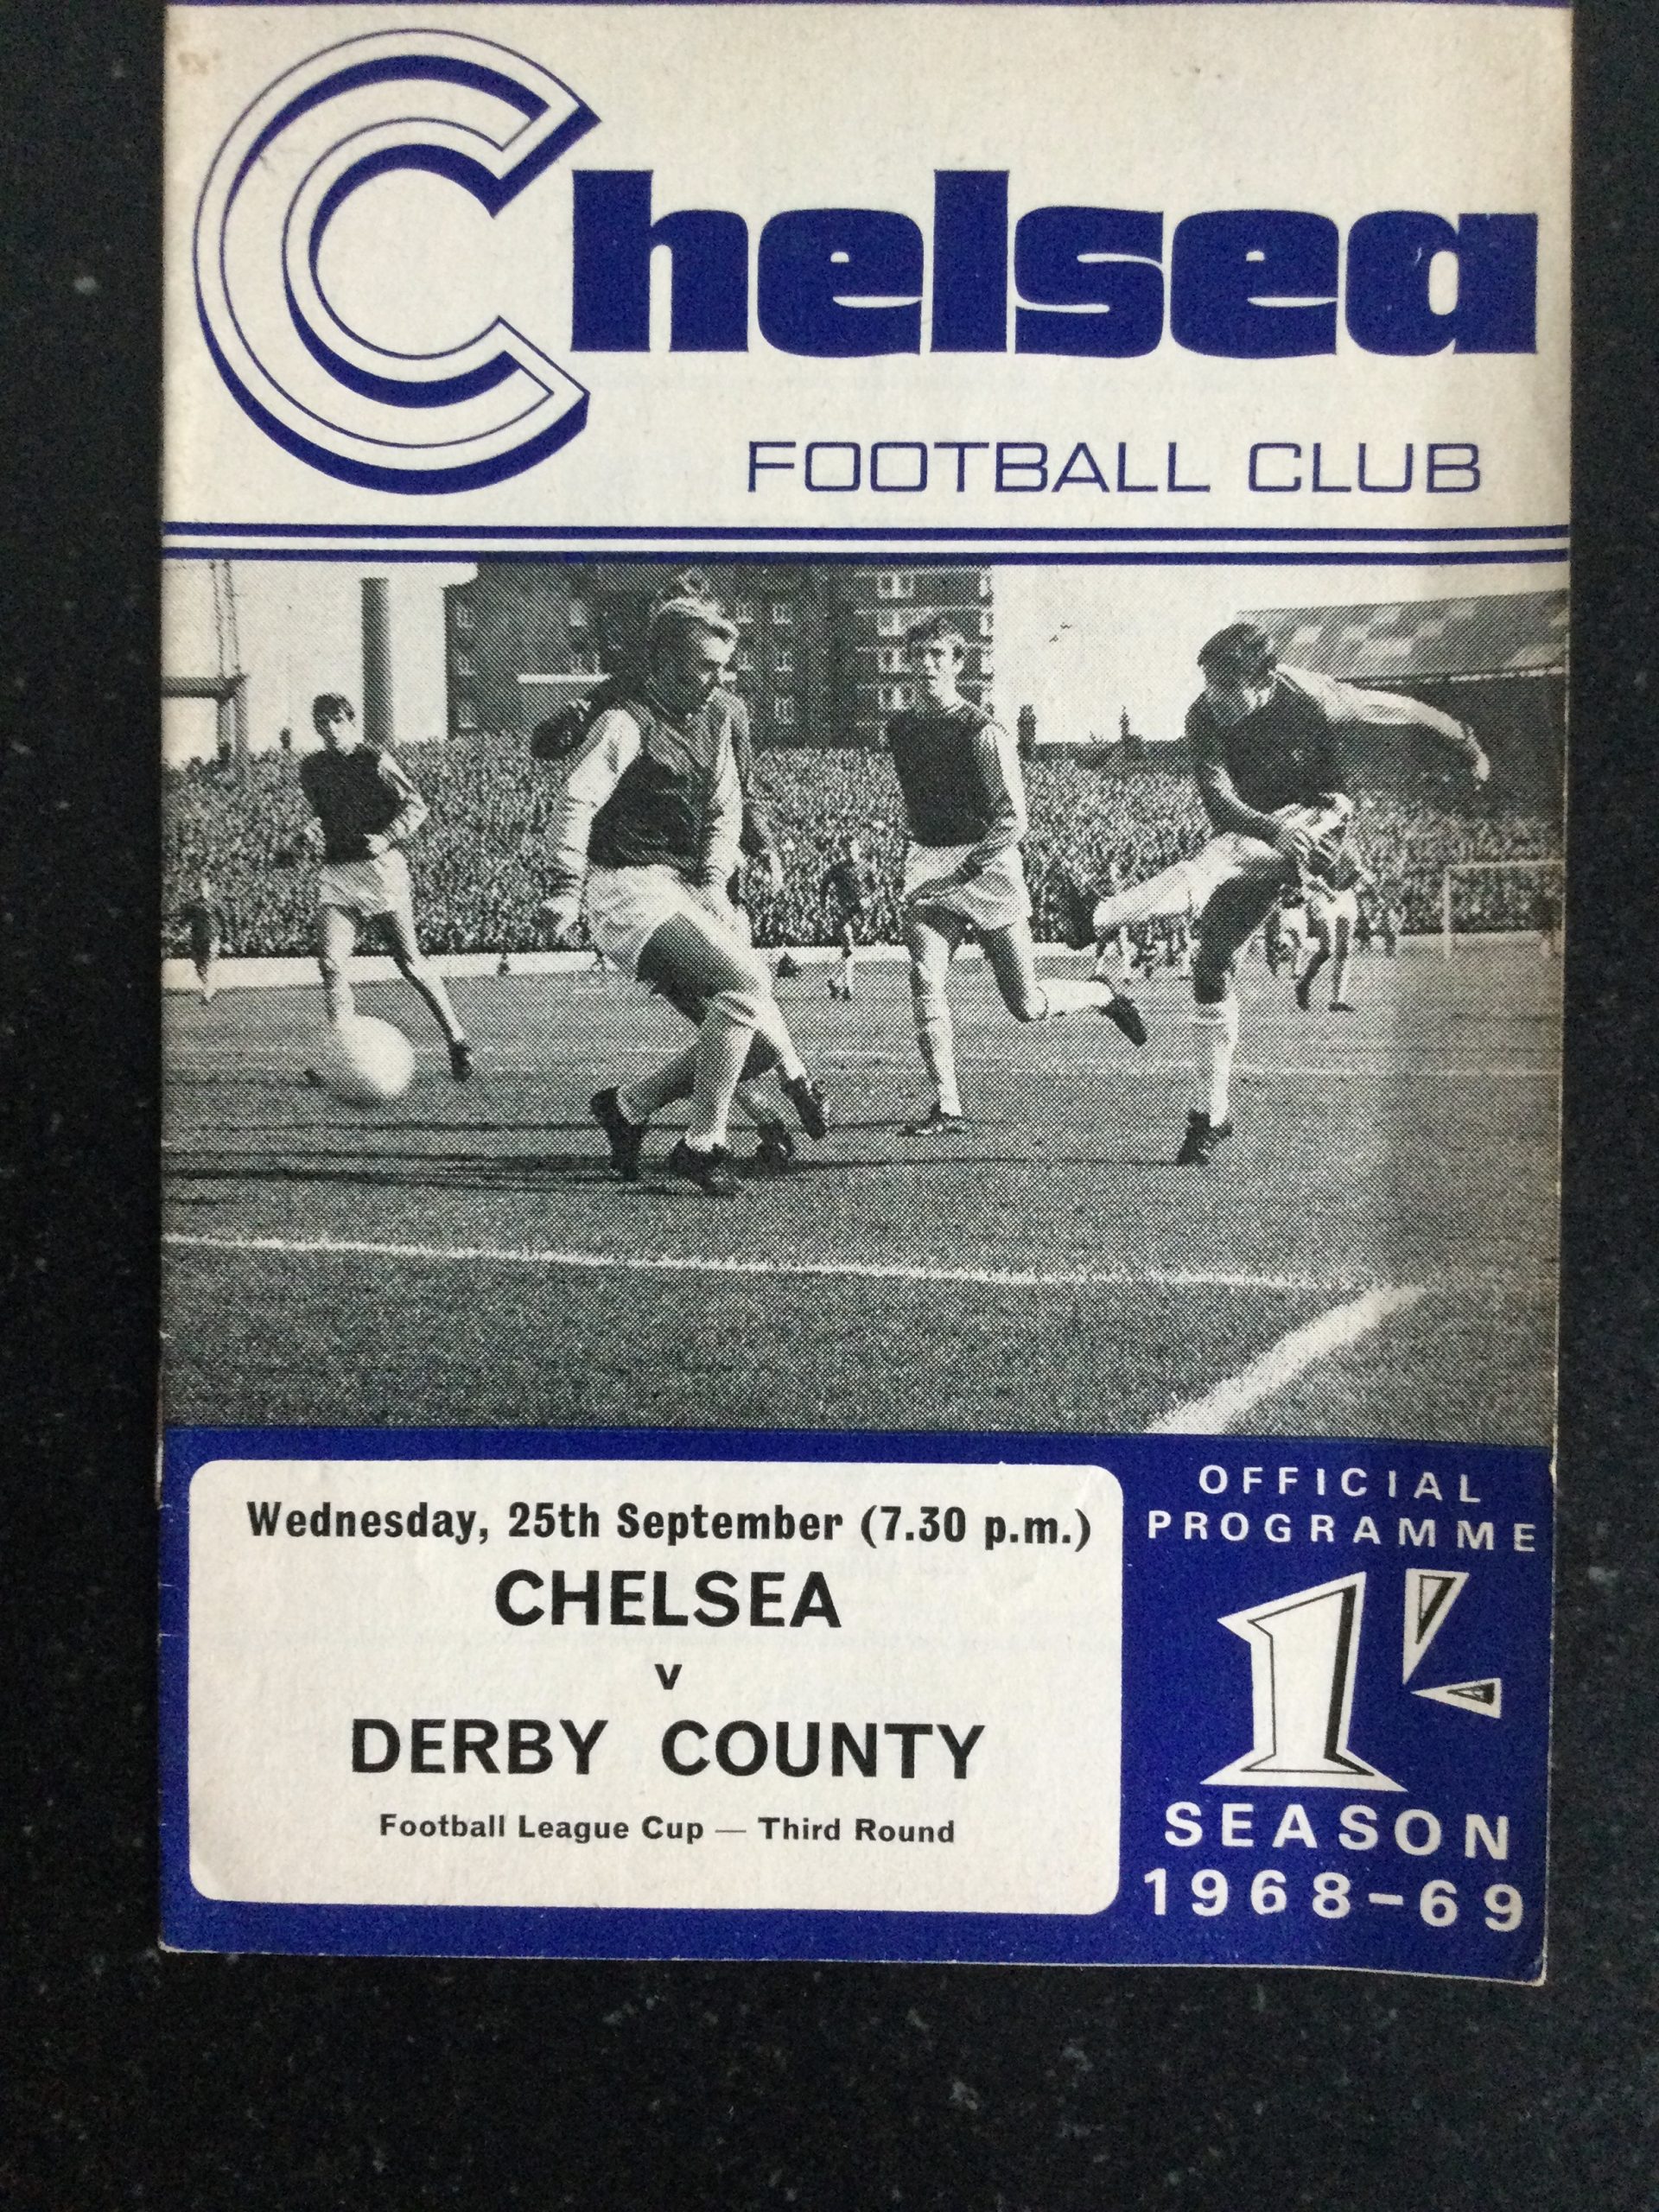 Chelsea
FOOTBALL CLUB
Wednesday, 25th September (7.30 p.m.)
CHELSEA
v
DERBY COUNTY
Football League Cup — Third Round
OFFICIAL
PROGRAMME
1/-
SEASON
1968-69